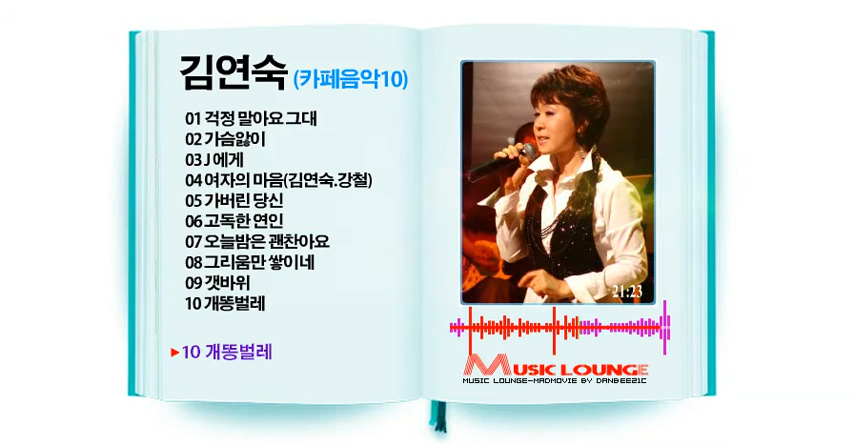 김연숙 (카페음악10)
01 걱정 말아요 그대
02 가슴앓이
03 J 에게
04 여자의 마음(김연숙.강철)
05 가버린 당신
06 고독한 연인
07 오늘밤은 괜찬아요
08 그리움만 쌓이네
09 갯바위
10 개똥벌레
▶10 개똥벌레
21:23
MUSIC LOUNGE
MUSIC LOUNGE-MADMOVIE BY DANBEE21C